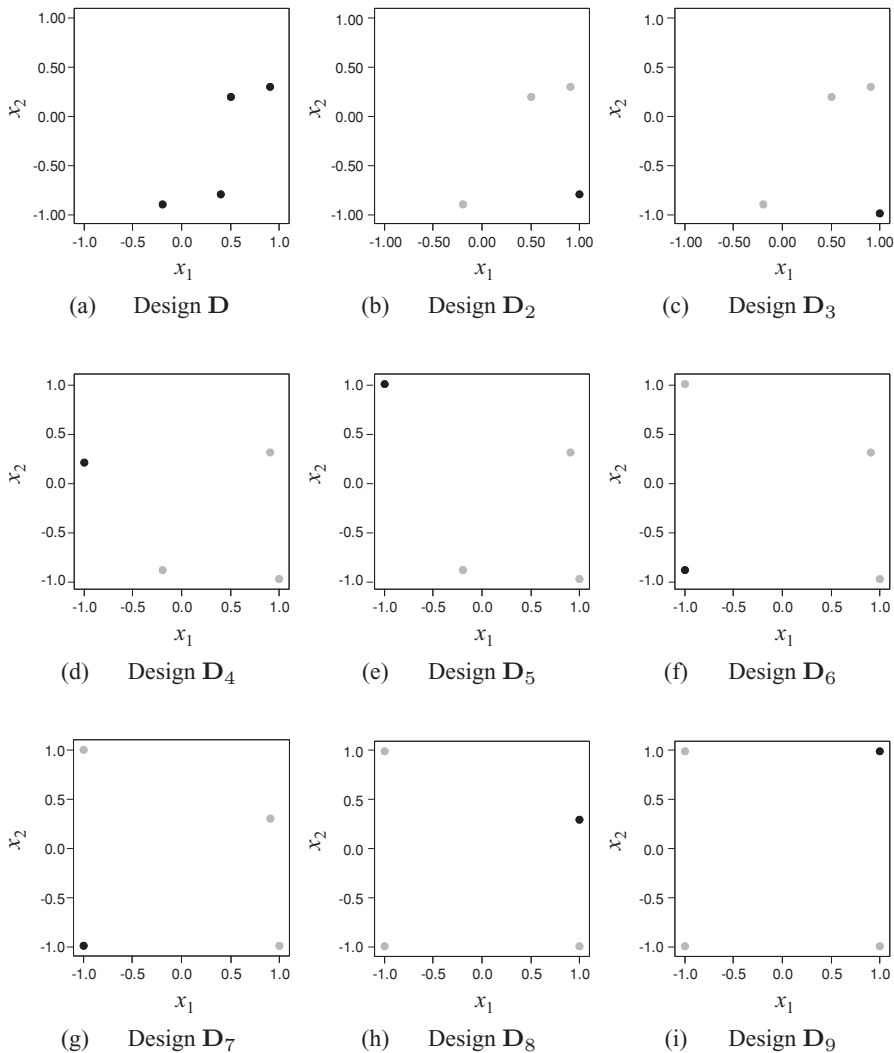 1.00 1.00 1.00
0.50 0.50 0.50
x2 0.00 x2 0.00 x2 0.00
-0.50 -0.50 -0.50
-1.00 -1.00 -1.00
-1.0 -0.5 0.0 0.5 1.0 -1.00 -0.50 0.00 0.50 1.00 -1.00 -0.50 0.00 0.50 1.00
x1 x1 x1
(a) Design D (b) Design D2 (c) Design D3
1.0 1.0 1.0
0.5 0.5 0.5
x2 0.0 x2 0.0 x2 0.0
-0.5 -0.5 -0.5
-1.0 -1.0 -1.0
-1.0 -0.5 0.0 0.5 1.0 -1.0 -0.5 0.0 0.5 1.0 -1.0 -0.5 0.0 0.5 1.0
x1 x1 x1
(d) Design D4 (e) Design D5 (f) Design D6
1.0 1.0 1.0
0.5 0.5 0.5
x2 0.0 x2 0.0 x2 0.0
-0.5 -0.5 -0.5
-1.0 -1.0 -1.0
-1.0 -0.5 0.0 0.5 1.0 -1.0 -0.5 0.0 0.5 1.0 -1.0 -0.5 0.0 0.5 1.0
x1 x1 x1
(g) Design D7 (h) Design D8 (i) Design D9